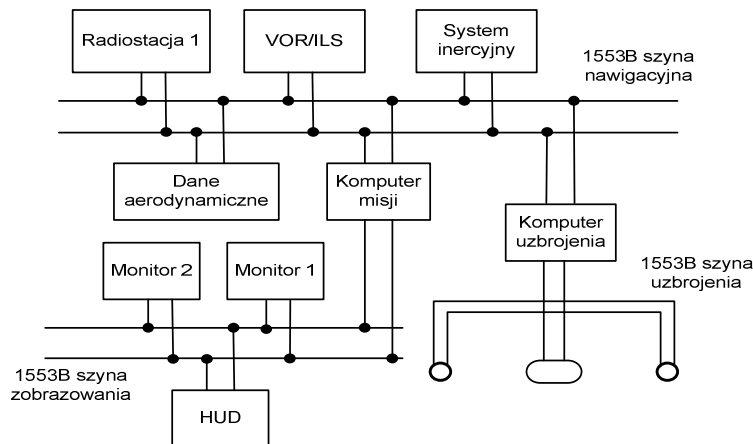 Radiostacja 1
VOR/ILS
System
inercyjny
1553B szyna
nawigacyjna
Dane
aerodynamiczne
Komputer
misji
Komputer
uzbrojenia
Monitor 2
Monitor 1
1553B szyna
uzbrojenia
1553B szyna
zobrazowania
HUD